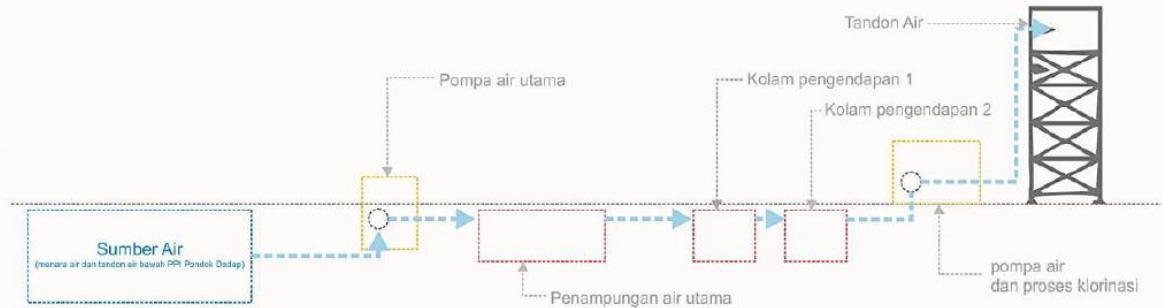 Tandon Air
Pompa air utama
Kolam pengendapan 1
Kolam pengendapan 2
Sumber Air
(menara air dan tandon air bawah PPI Pondok Dadap)
pompa air
dan proses klorinasi
Penampungan air utama